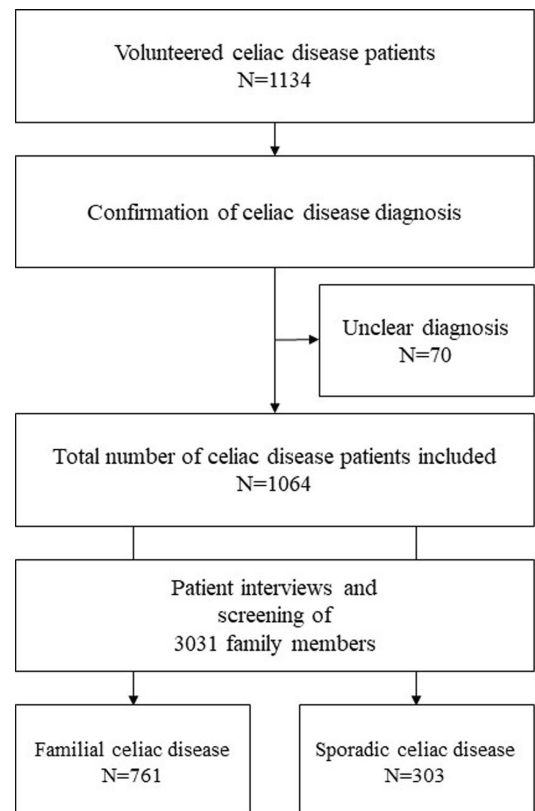 Volunteered celiac disease patients
N=1134
Confirmation of celiac disease diagnosis
Unclear diagnosis
N=70
Total number of celiac disease patients included
N=1064
Patient interviews and
screening of
3031 family members
Familial celiac disease
N=761
Sporadic celiac disease
N=303